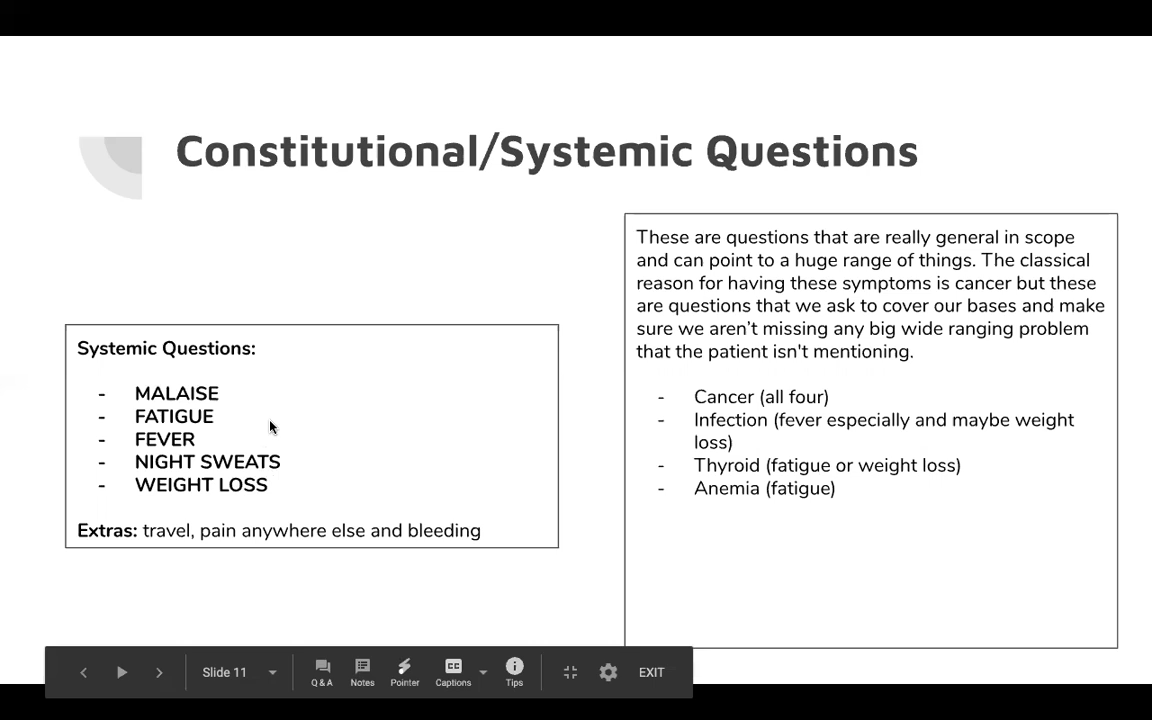 Constitutional/Systemic Questions
Systemic Questions:
- MALAISE
- FATIGUE
- FEVER
- NIGHT SWEATS
- WEIGHT LOSS
Extras: travel, pain anywhere else and bleeding
These are questions that are really general in scope
and can point to a huge range of things. The classical
reason for having these symptoms is cancer but these
are questions that we ask to cover our bases and make
sure we aren't missing any big wide ranging problem
that the patient isn't mentioning.
- Cancer (all four)
- Infection (fever especially and maybe weight
loss)
- Thyroid (fatigue or weight loss)
- Anemia (fatigue)
Slide 11
Q & A
Notes
Pointer
CC
Captions
Tips
EXIT